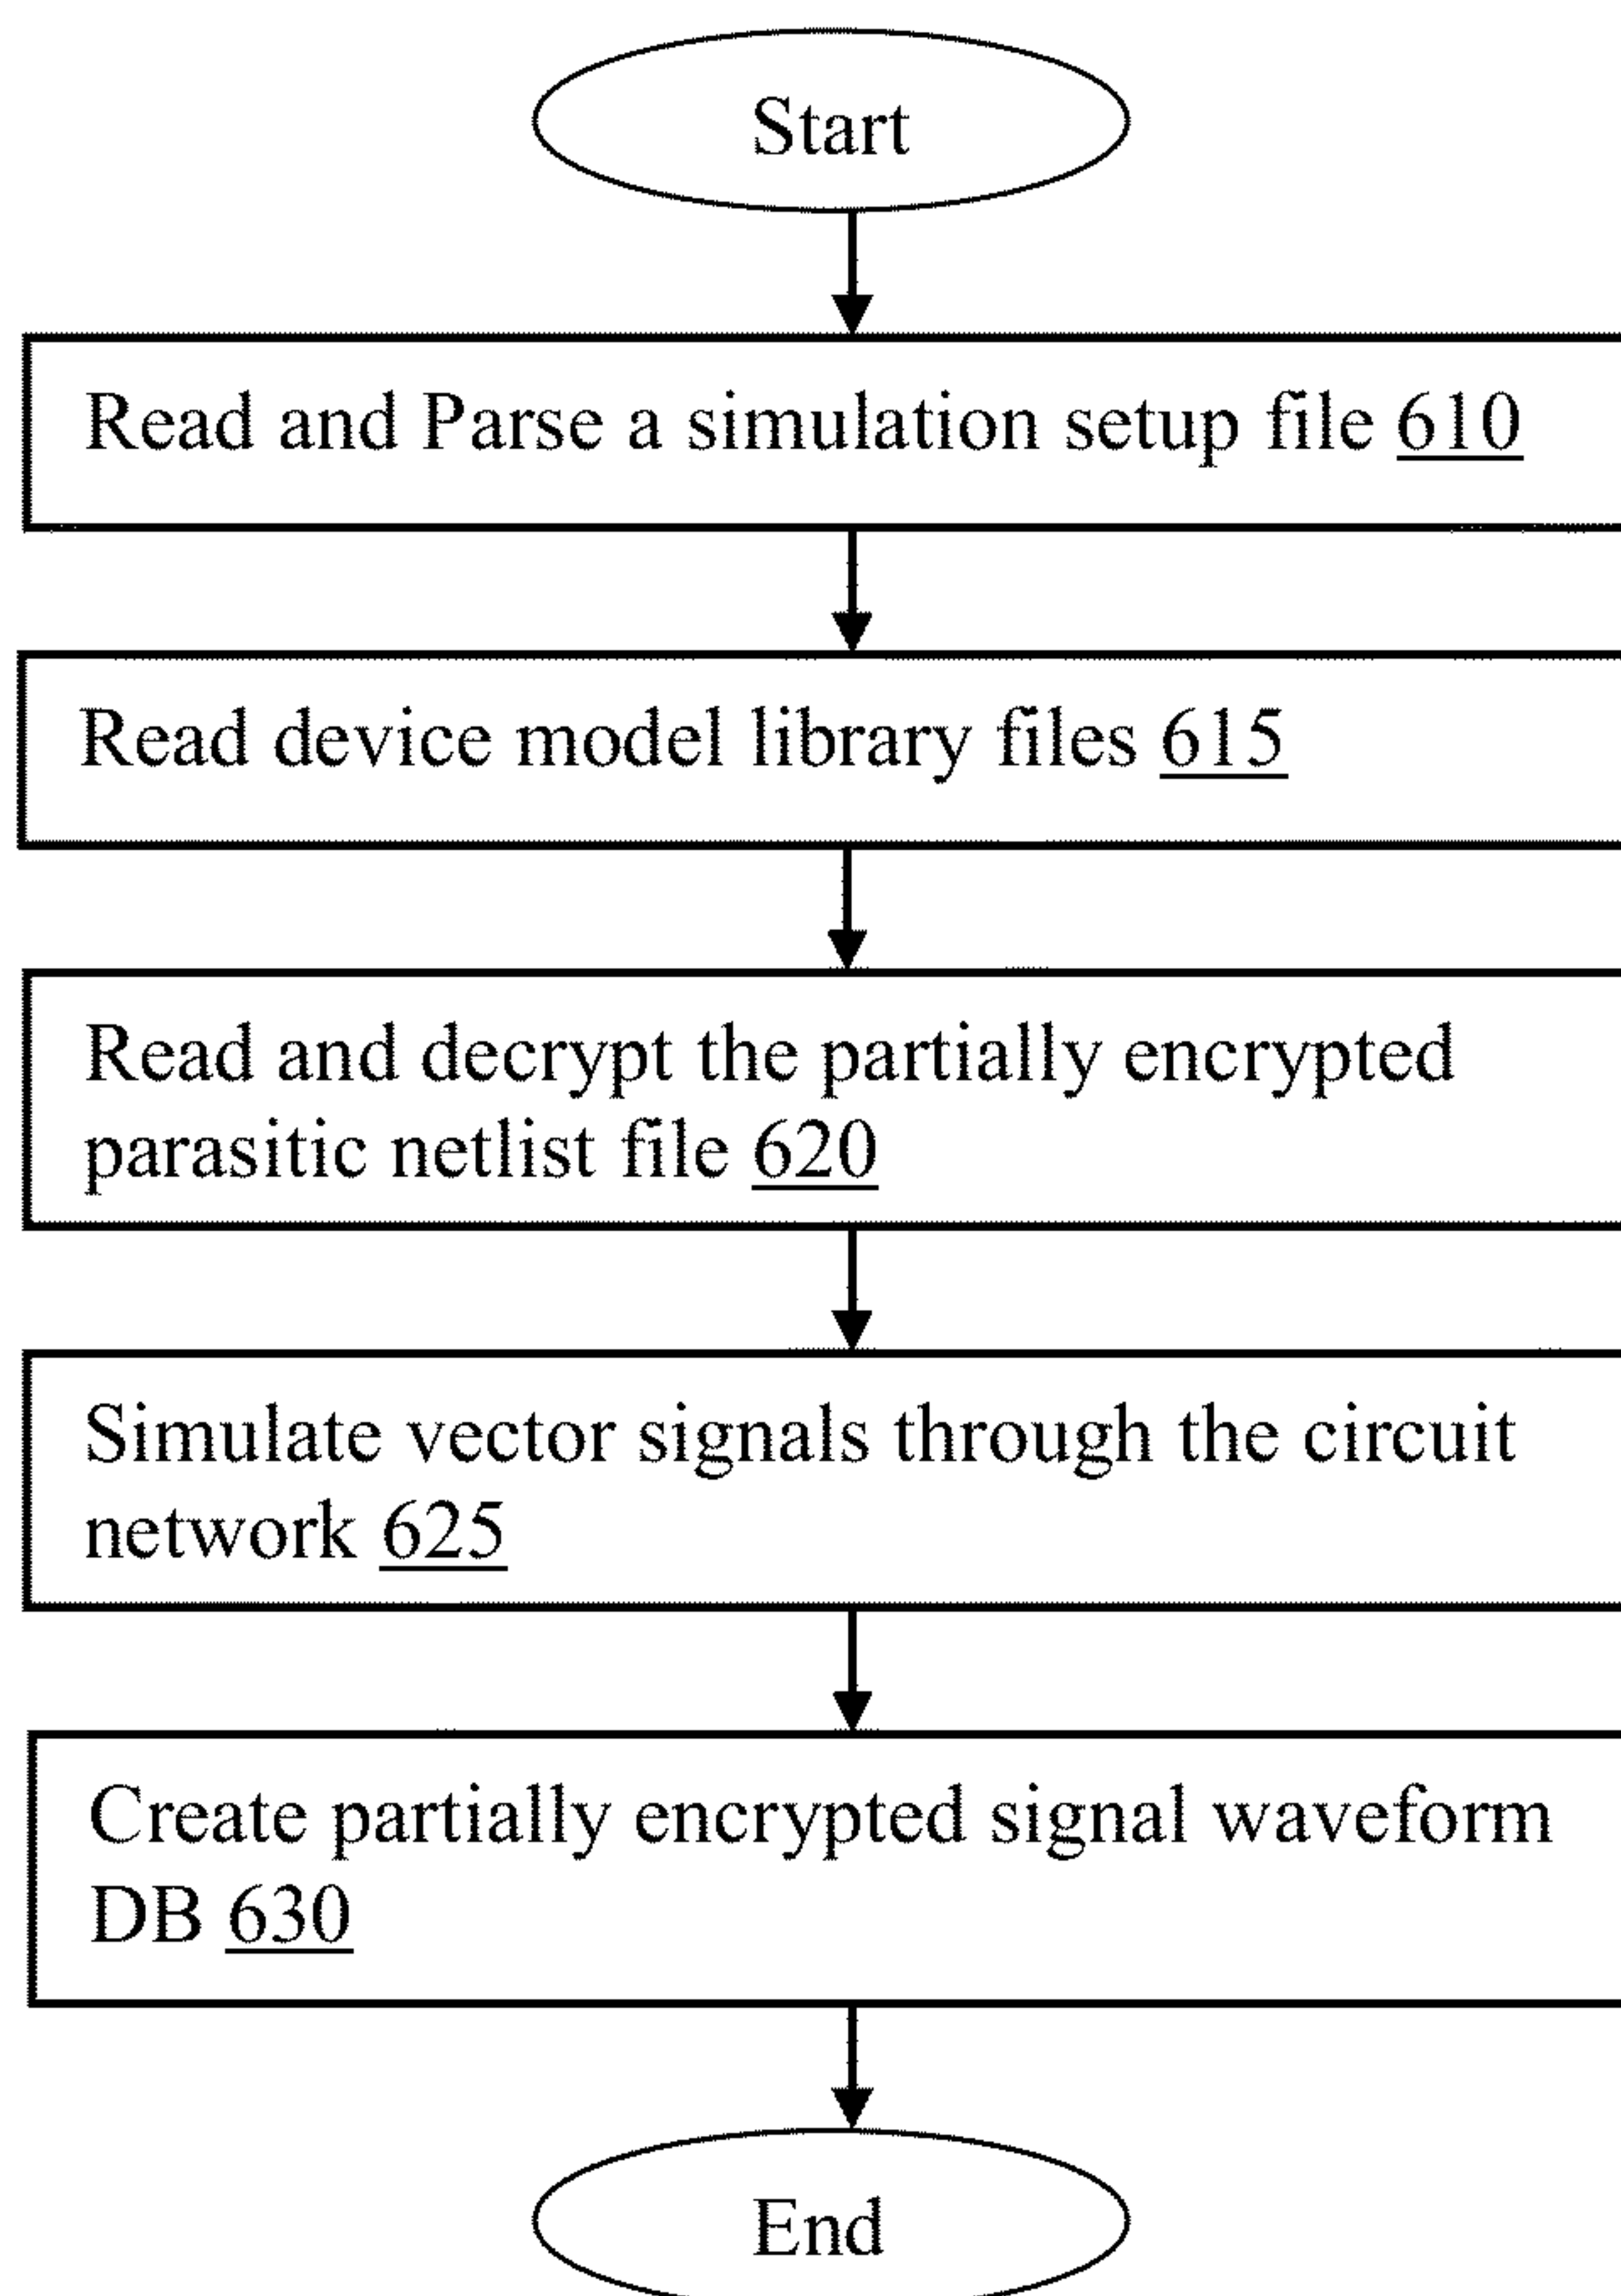 Start
Read and Parse a simulation setup file 610
Read device model library files 615
Read and decrypt the partially encrypted
parasitic netlist file 620
Simulate vector signals through the circuit
network 625
Create partially encrypted signal waveform
DB 630
End